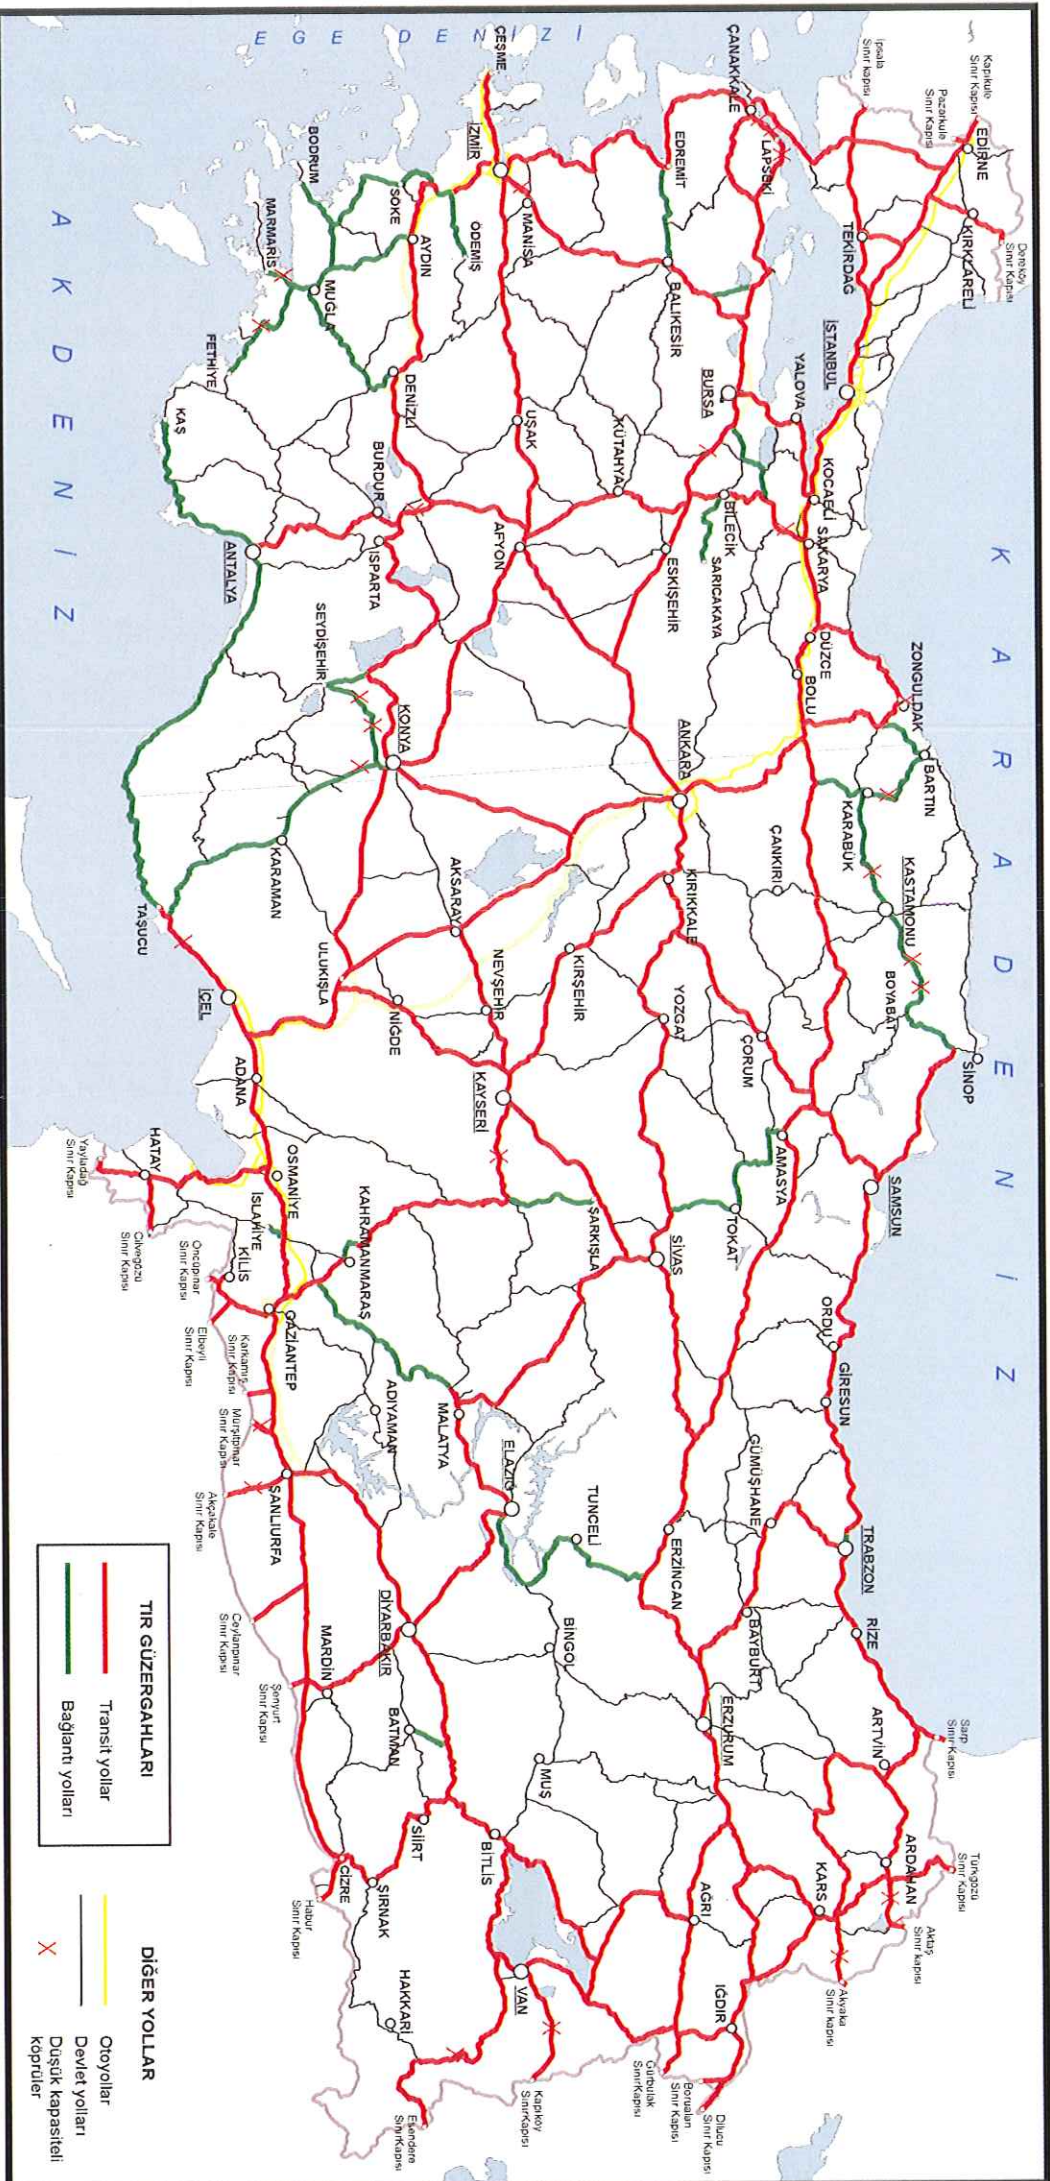 K A R A D E N İ Z
E G E D E N İ Z İ
A K D E N İ Z
Kapıkule
Sınır Kapısı
Pazarkule
Sınır Kapısı
İpsala
Sınır kapısı
Dereköy
Sınır Kapısı
EDİRNE
KIRKLARELİ
TEKİRDAĞ
İSTANBUL
ÇANAKKALE
LAPSEKİ
EDREMİT
BALIKESİR
BURSA
YALOVA
KOCAELİ
SAKARYA
DÜZCE
BOLU
ZONGULDAK
BARTIN
KARABÜK
KASTAMONU
BOYABAT
SİNOP
SAMSUN
ORDU
GİRESUN
TRABZON
RİZE
ARTVİN
Sarp
Sınır Kapısı
ARDAHAN
Türkgözü
Sınır Kapısı
Aktaş
Sınır kapısı
Akyaka
Sınır kapısı
KARS
IĞDIR
Dilucu
Sınır Kapısı
Borualan
Sınır Kapısı
Gürbulak
SınırKapısı
AĞRI
ERZURUM
BAYBURT
GÜMÜŞHANE
ERZİNCAN
TUNCELİ
BİNGOL
MUŞ
BİTLİS
VAN
Kapıköy
SınırKapısı
Esendere
SınırKapısı
HAKKARİ
ŞIRNAK
SİİRT
BATMAN
CİZRE
Habur
Sınır Kapısı
MARDİN
DİYARBAKIR
ELAZIĞ
MALATYA
ADIYAMAN
ŞANLIURFA
Şenyurt
Sınır Kapısı
Ceylanpınar
Sınır Kapısı
Akçakale
Sınır Kapısı
Mürşitpınar
Sınır Kapısı
Karkamış
Sınır Kapısı
Elbeyli
Sınır Kapısı
Öncüpınar
Sınır Kapısı
Cilvegözü
Sınır Kapısı
Yayladağ
Sınır Kapısı
GAZİANTEP
KİLİS
İSLAHİYE
OSMANİYE
HATAY
KAHRAMANMARAŞ
ADANA
İÇEL
TAŞUCU
ULUKIŞLA
NİĞDE
NEVŞEHİR
AKSARAY
KAYSERİ
ŞARKIŞLA
SİVAS
TOKAT
AMASYA
ÇORUM
YOZGAT
KIRŞEHİR
KIRIKKALE
ÇANKIRI
ANKARA
ESKİŞEHİR
SARICAKAYA
BİLECİK
KÜTAHYA
AFYON
UŞAK
MANİSA
İZMİR
ÇEŞME
ÖDEMİŞ
AYDIN
SÖKE
BODRUM
MARMARİS
MUĞLA
FETHİYE
KAŞ
DENİZLİ
BURDUR
ISPARTA
ANTALYA
SEYDİŞEHİR
KONYA
KARAMAN
TIR GÜZERGAHLARI
Transit yollar
Bağlantı yolları
DİĞER YOLLAR
Otoyollar
Devlet yolları
Düşük kapasiteli
köprüler